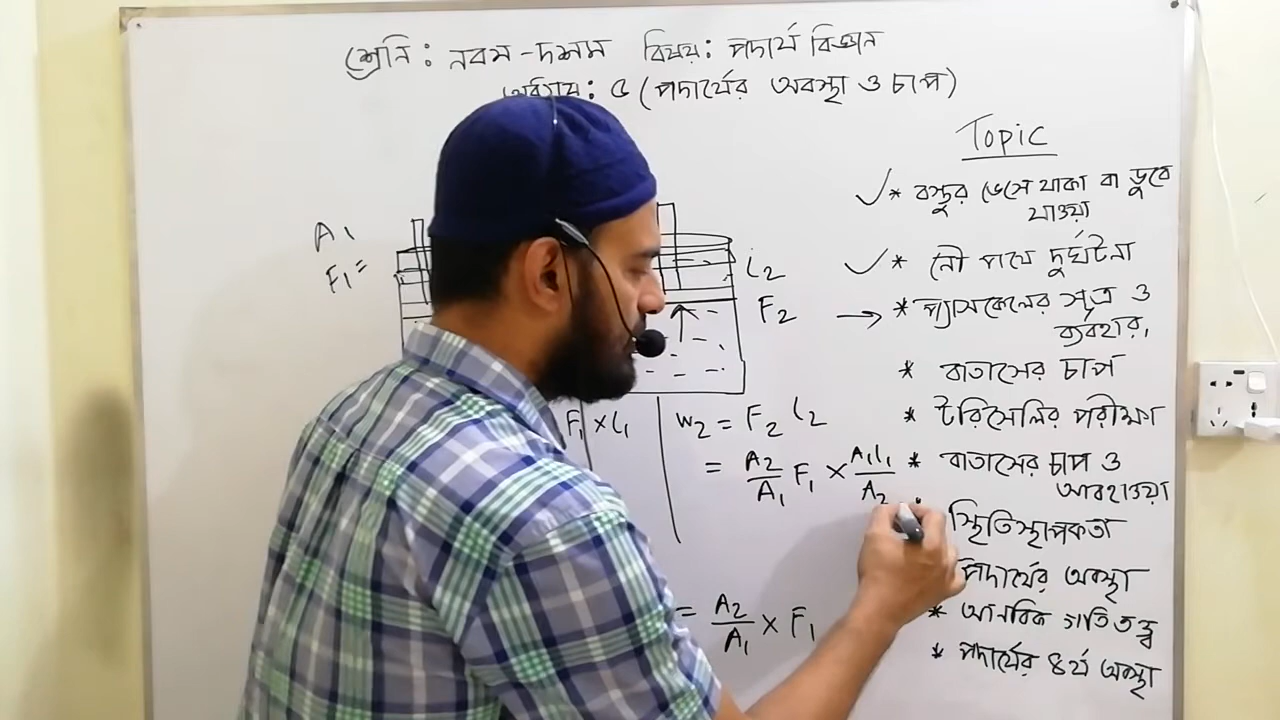 শ্রেনি : নবম - দশম বিষয় : পদার্থ বিজ্ঞান
অধ্যায় : ৫ ( পদার্থের অবস্থা ও চাপ )
Topic
✓ * বস্তুর ভেসে থাকা বা ডুবে
যাওয়া
✓ * নৌ পথে দুর্ঘটনা
→ * প্যাসকেলের সূত্র ও
ব্যবহার,
* বাতাসের চাপ
* টরিসেলির পরীক্ষা
* বাতাসের চাপ ও
আবহাওয়া
স্থিতিস্থাপকতা
পদার্থের অবস্থা
* আনবিক গতিতত্ত্ব
* পদার্থের ৪র্থ অবস্থা
A1
F1 =
L2
F2
F1 × L1
W2 = F2 L2
= A2/A1 F1 × A1L1/A2
= A2/A1 × F1